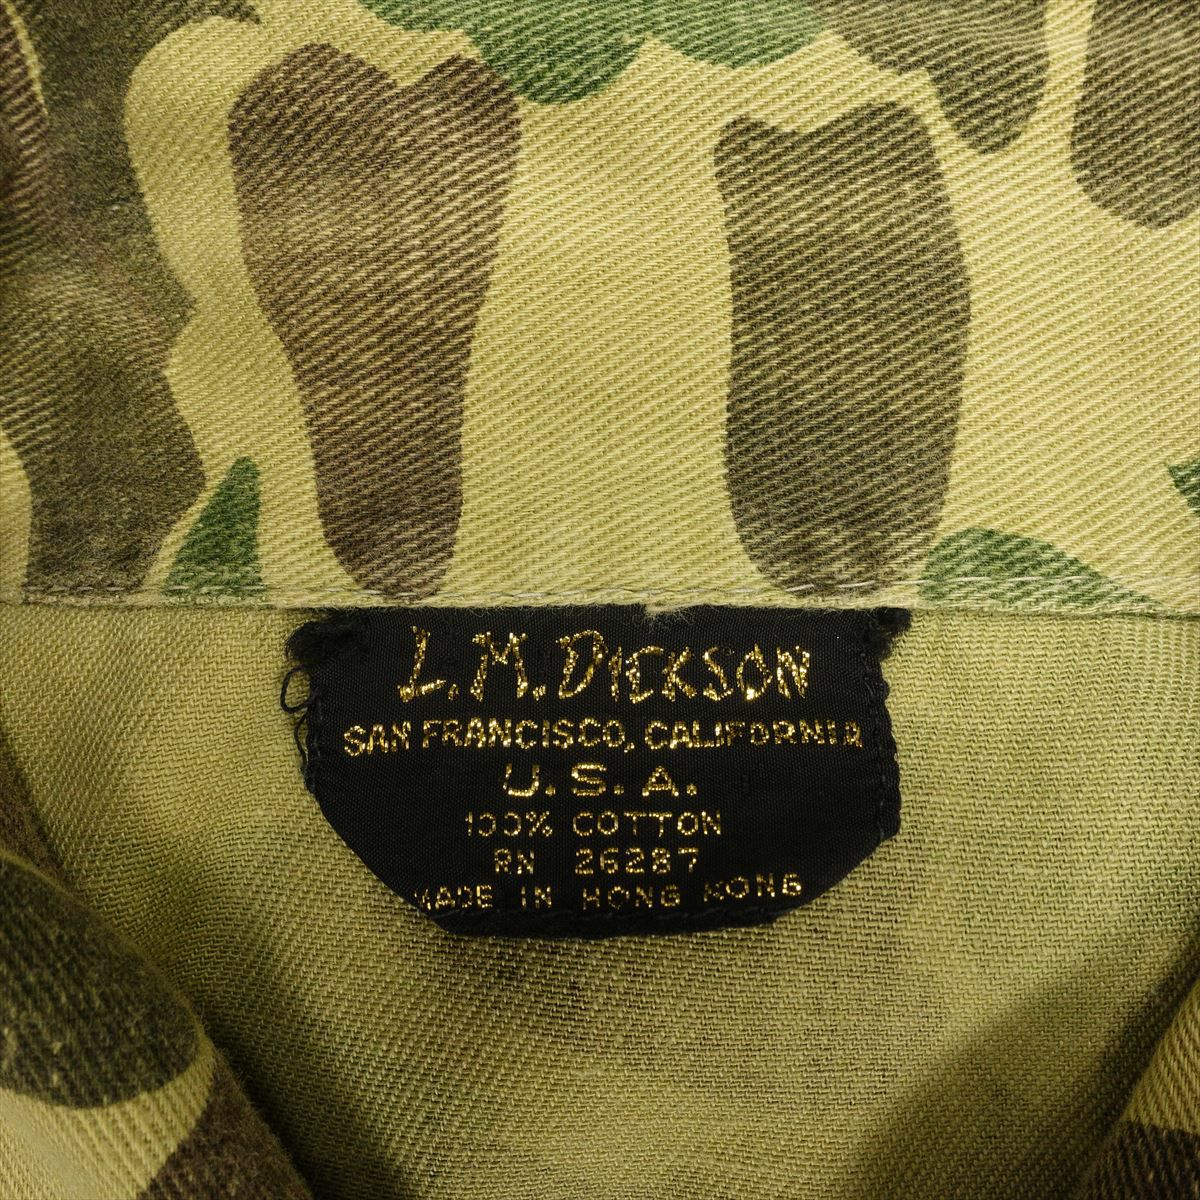 L.M. DICKSON
SAN FRANCISCO, CALIFORNIA
U.S.A.
100% COTTON
RN 26287
MADE IN HONG KONG